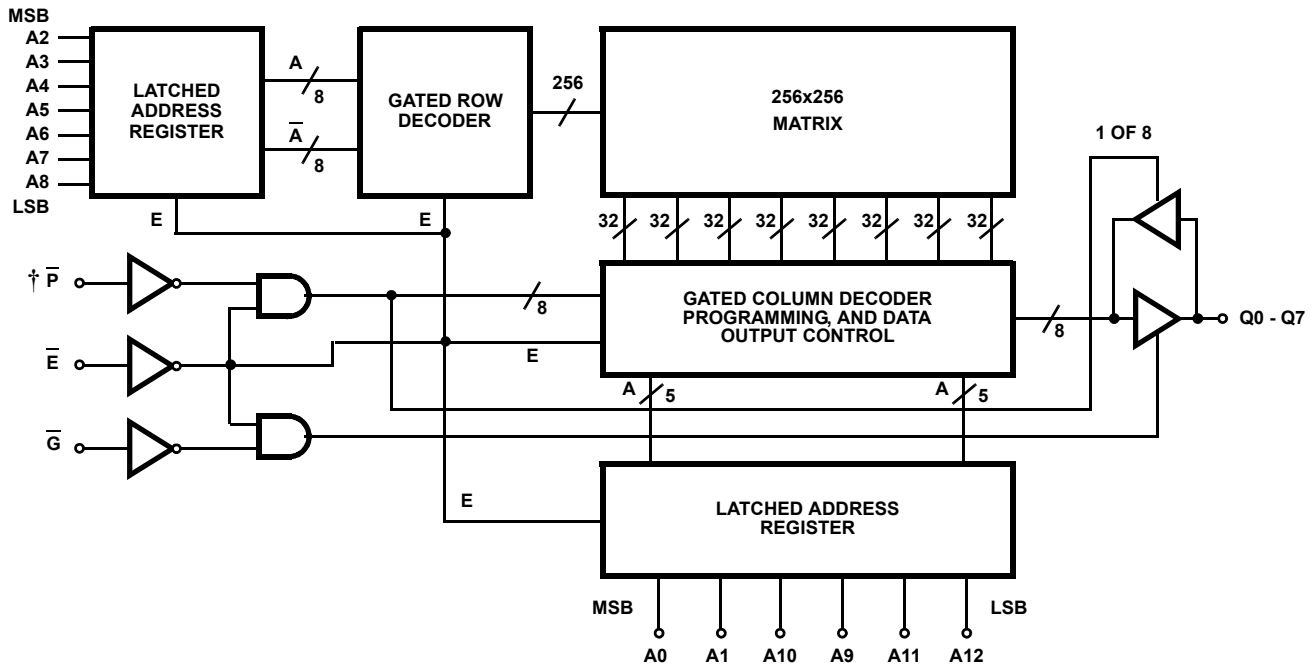 MSB
A2
A3
A4
A5
A6
A7
A8
LSB
LATCHED
ADDRESS
REGISTER
A
8
A̅
8
GATED ROW
DECODER
256
256x256
MATRIX
1 OF 8
E
E
32 32 32 32 32 32 32 32
† P̅
8
GATED COLUMN DECODER
PROGRAMMING, AND DATA
OUTPUT CONTROL
8
Q0 - Q7
E̅
E
A 5
A 5
G̅
E
LATCHED ADDRESS
REGISTER
MSB
LSB
A0 A1 A10 A9 A11 A12